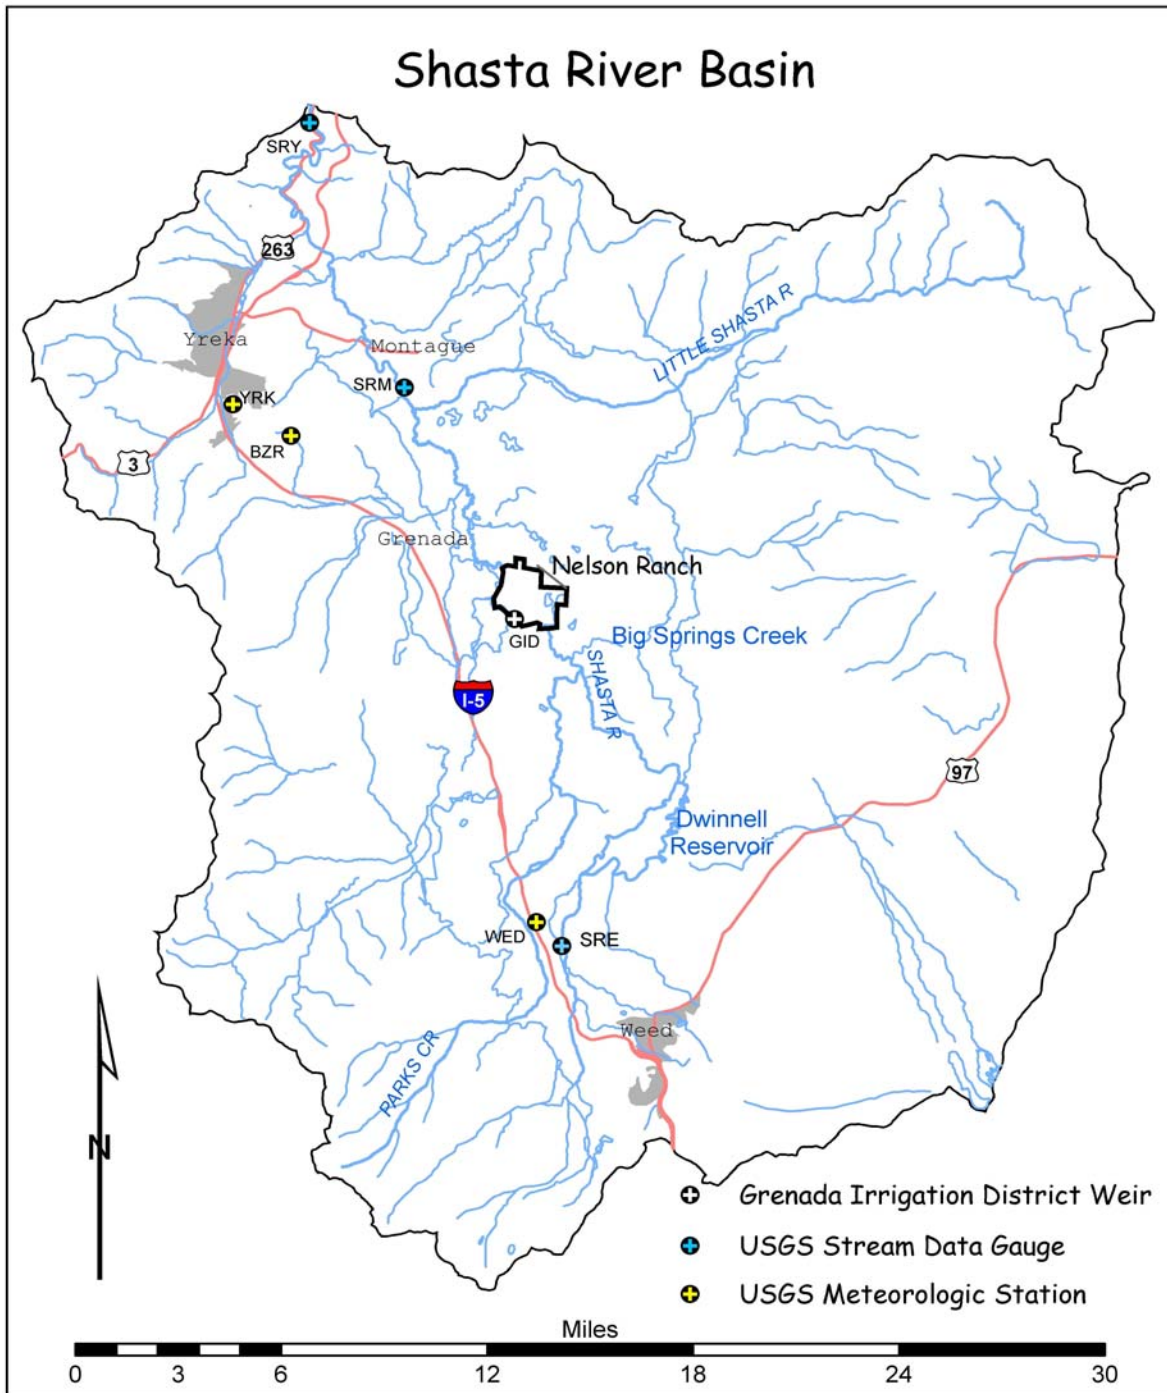 Shasta River Basin
SRY
263
LITTLE SHASTA R
Yreka
Montague
SRM
YRK
BZR
3
Grenada
Nelson Ranch
GID
Big Springs Creek
SHASTA R
I-5
97
Dwinnell
Reservoir
WED
SRE
Weed
PARKS CR
N
Grenada Irrigation District Weir
USGS Stream Data Gauge
USGS Meteorologic Station
Miles
0 3 6 12 18 24 30